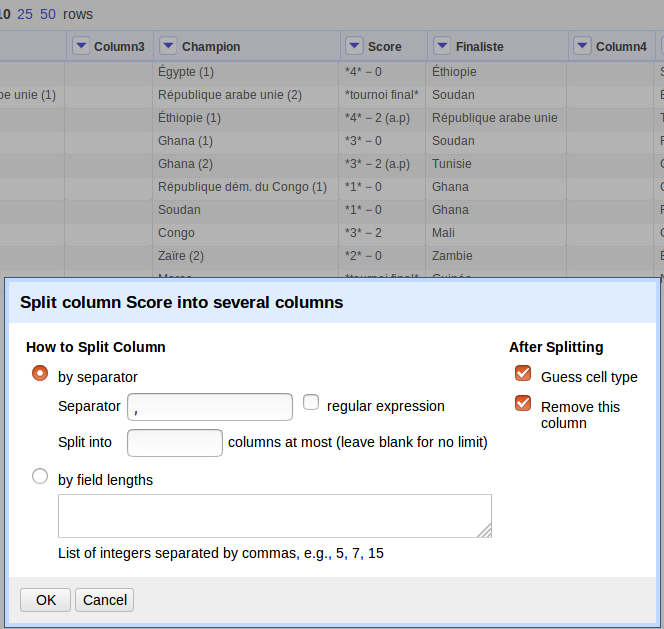 10 25 50 rows
Column3 Champion Score Finaliste Column4
Égypte (1) *4* – 0 Éthiopie
be unie (1) République arabe unie (2) *tournoi final* Soudan
Éthiopie (1) *4* – 2 (a.p) République arabe unie
Ghana (1) *3* – 0 Soudan
Ghana (2) *3* – 2 (a.p) Tunisie
République dém. du Congo (1) *1* – 0 Ghana
Soudan *1* – 0 Ghana
Congo *3* – 2 Mali
Zaïre (2) *2* – 0 Zambie
Maroc *tournoi final* Guinée
Split column Score into several columns
How to Split Column
by separator
Separator , regular expression
Split into columns at most (leave blank for no limit)
by field lengths
List of integers separated by commas, e.g., 5, 7, 15
After Splitting
Guess cell type
Remove this
column
OK Cancel